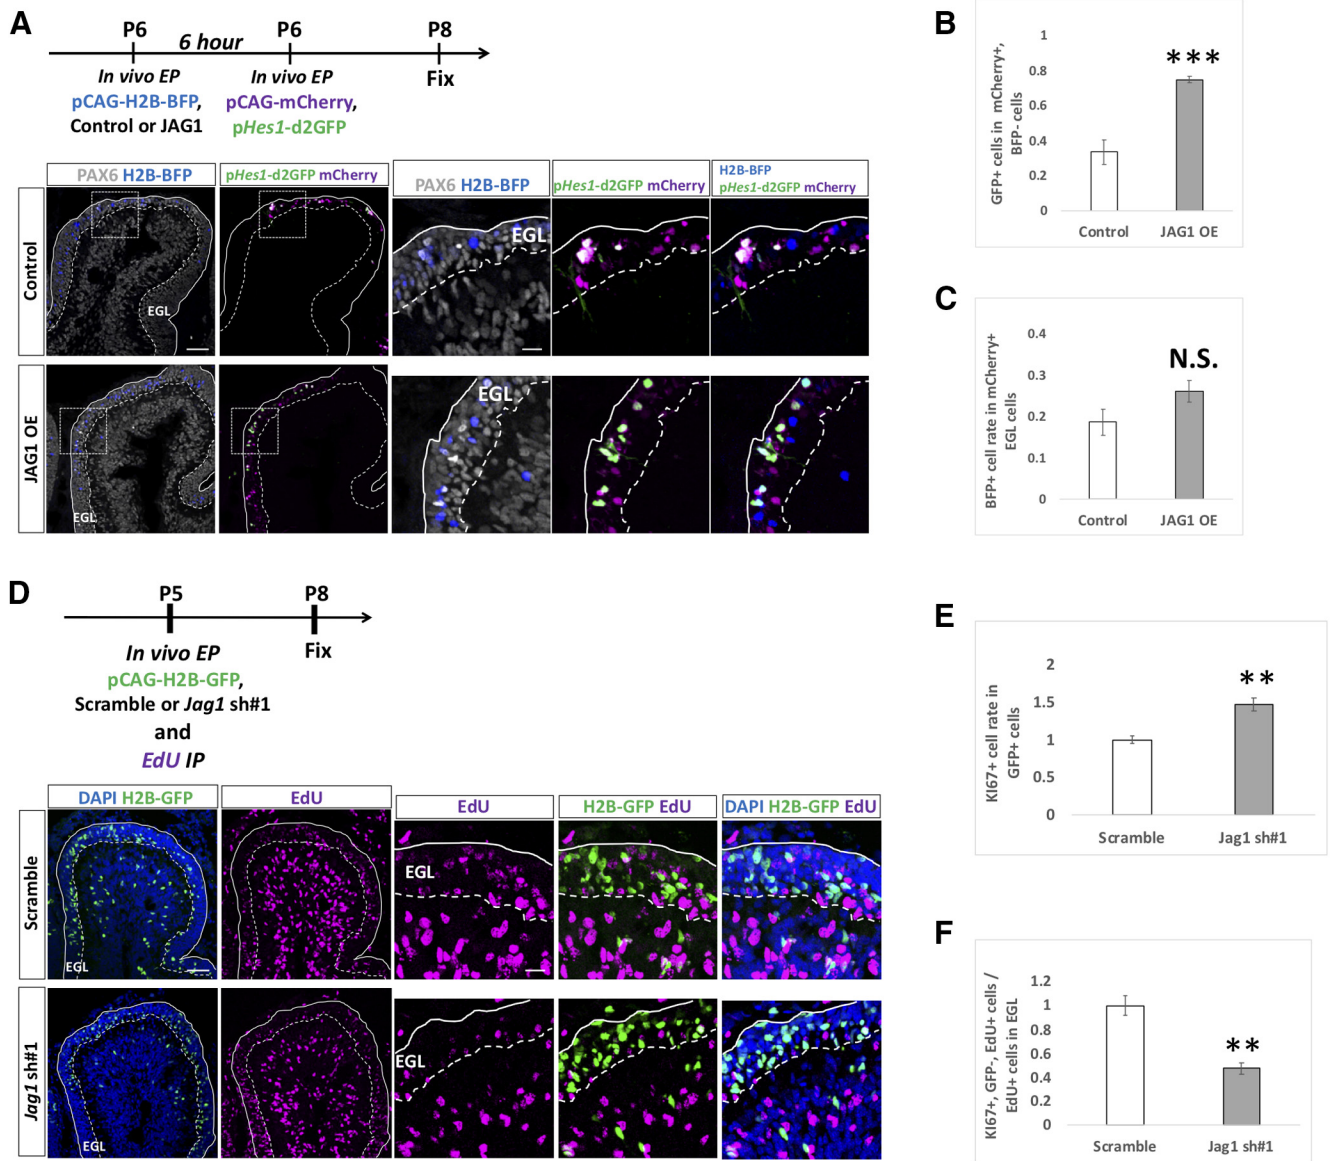 A
P6
6 hour
P6
P8
In vivo EP
In vivo EP
Fix
pCAG-H2B-BFP,
pCAG-mCherry,
Control or JAG1
pHes1-d2GFP
PAX6 H2B-BFP
pHes1-d2GFP mCherry
PAX6 H2B-BFP
pHes1-d2GFP mCherry
H2B-BFP
pHes1-d2GFP mCherry
Control
EGL
EGL
JAG1 OE
EGL
EGL
B
GFP+ cells in mCherry+,
BFP- cells
1
0.8
0.6
0.4
0.2
0
***
Control
JAG1 OE
C
BFP+ cell rate in mCherry+
EGL cells
0.4
0.3
0.2
0.1
0
N.S.
Control
JAG1 OE
D
P5
P8
In vivo EP
Fix
pCAG-H2B-GFP,
Scramble or Jag1 sh#1
and
EdU IP
DAPI H2B-GFP
EdU
EdU
H2B-GFP EdU
DAPI H2B-GFP EdU
Scramble
EGL
EGL
Jag1 sh#1
EGL
EGL
E
KI67+ cell rate in
GFP+ cells
2
1.5
1
0.5
0
**
Scramble
Jag1 sh#1
F
KI67+, GFP-, EdU+ cells /
EdU+ cells in EGL
1.2
1
0.8
0.6
0.4
0.2
0
**
Scramble
Jag1 sh#1